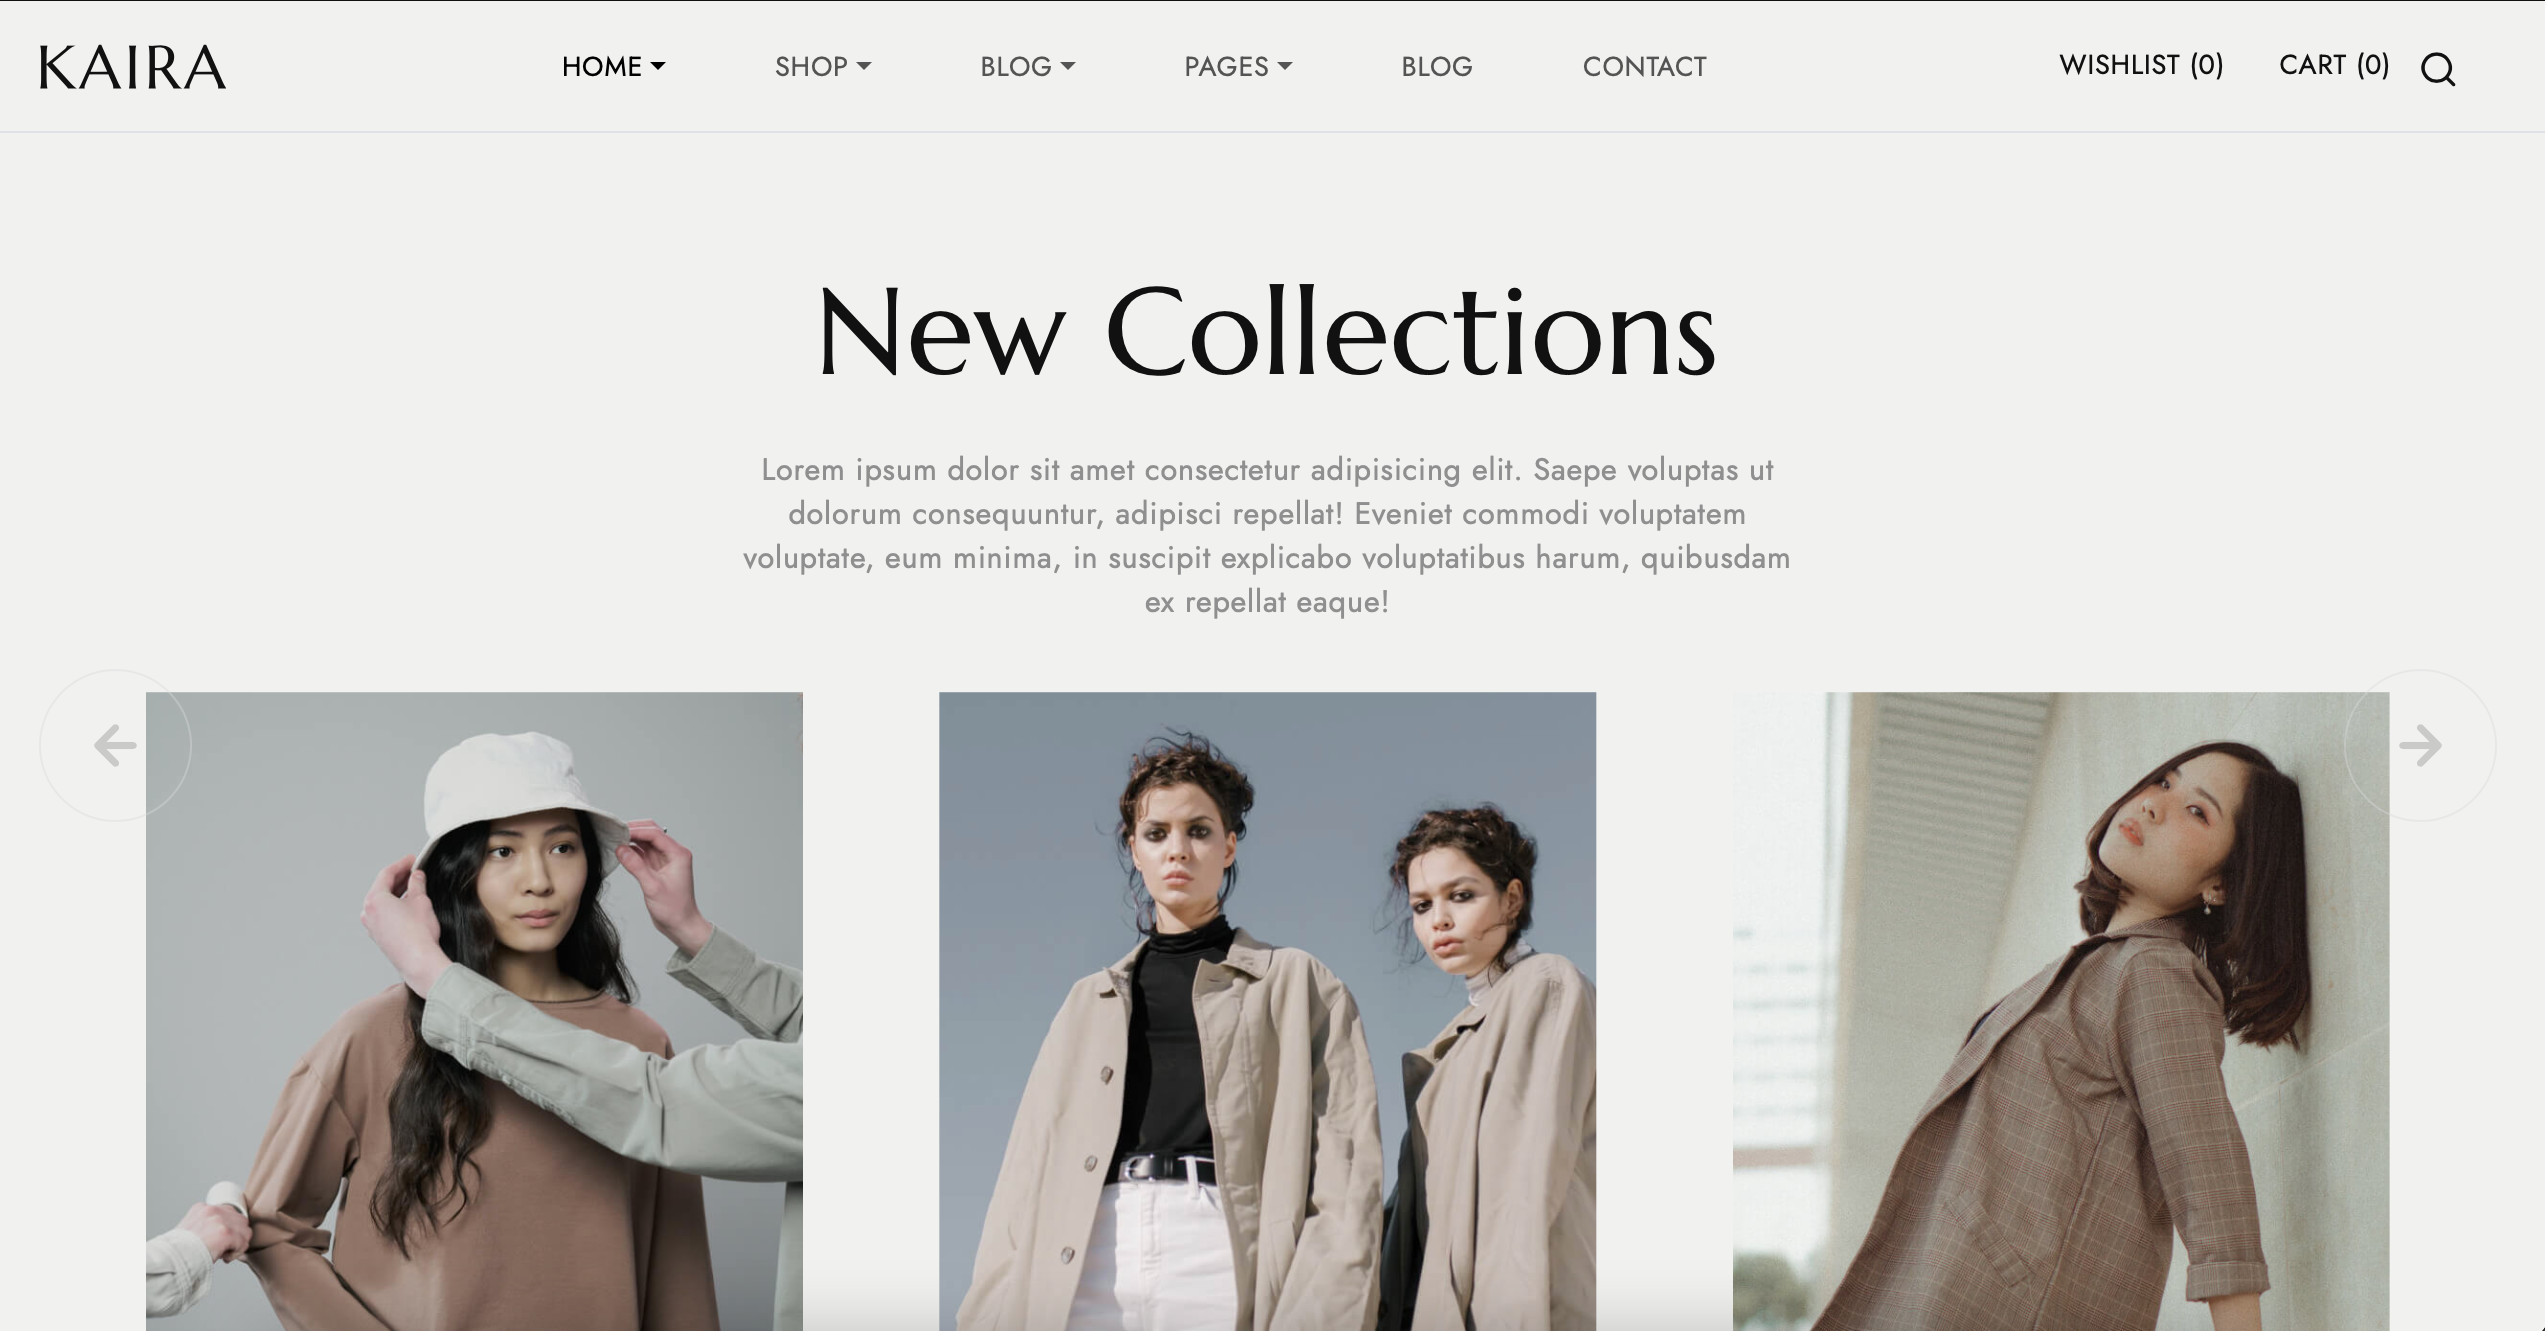 KAIRA
HOME
SHOP
BLOG
PAGES
BLOG
CONTACT
WISHLIST (0)
CART (0)
New Collections
Lorem ipsum dolor sit amet consectetur adipisicing elit. Saepe voluptas ut
dolorum consequuntur, adipisci repellat! Eveniet commodi voluptatem
voluptate, eum minima, in suscipit explicabo voluptatibus harum, quibusdam
ex repellat eaque!